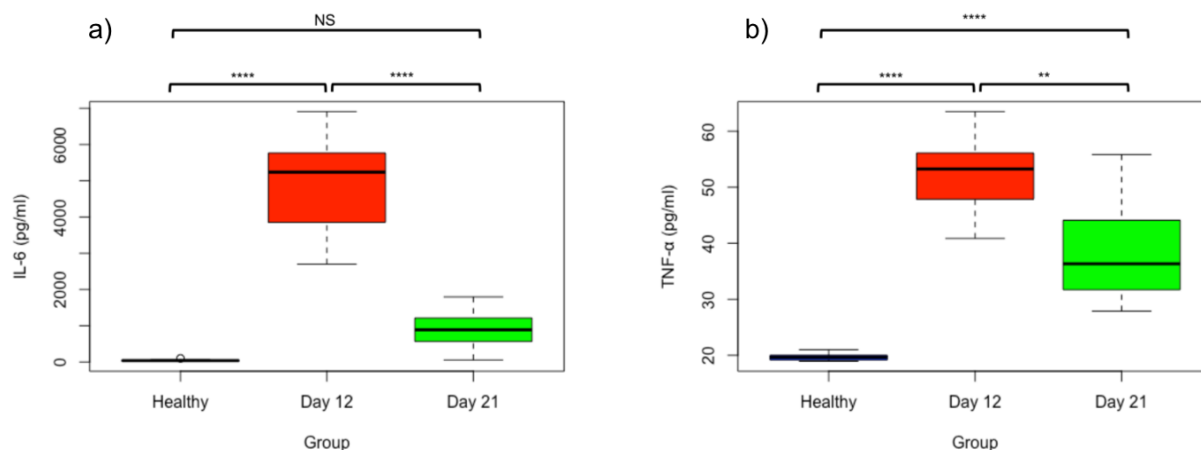 a)
NS
****
****
IL-6 (pg/ml)
6000
4000
2000
0
Healthy
Day 12
Day 21
Group
b)
****
****
**
TNF-α (pg/ml)
60
50
40
30
20
Healthy
Day 12
Day 21
Group